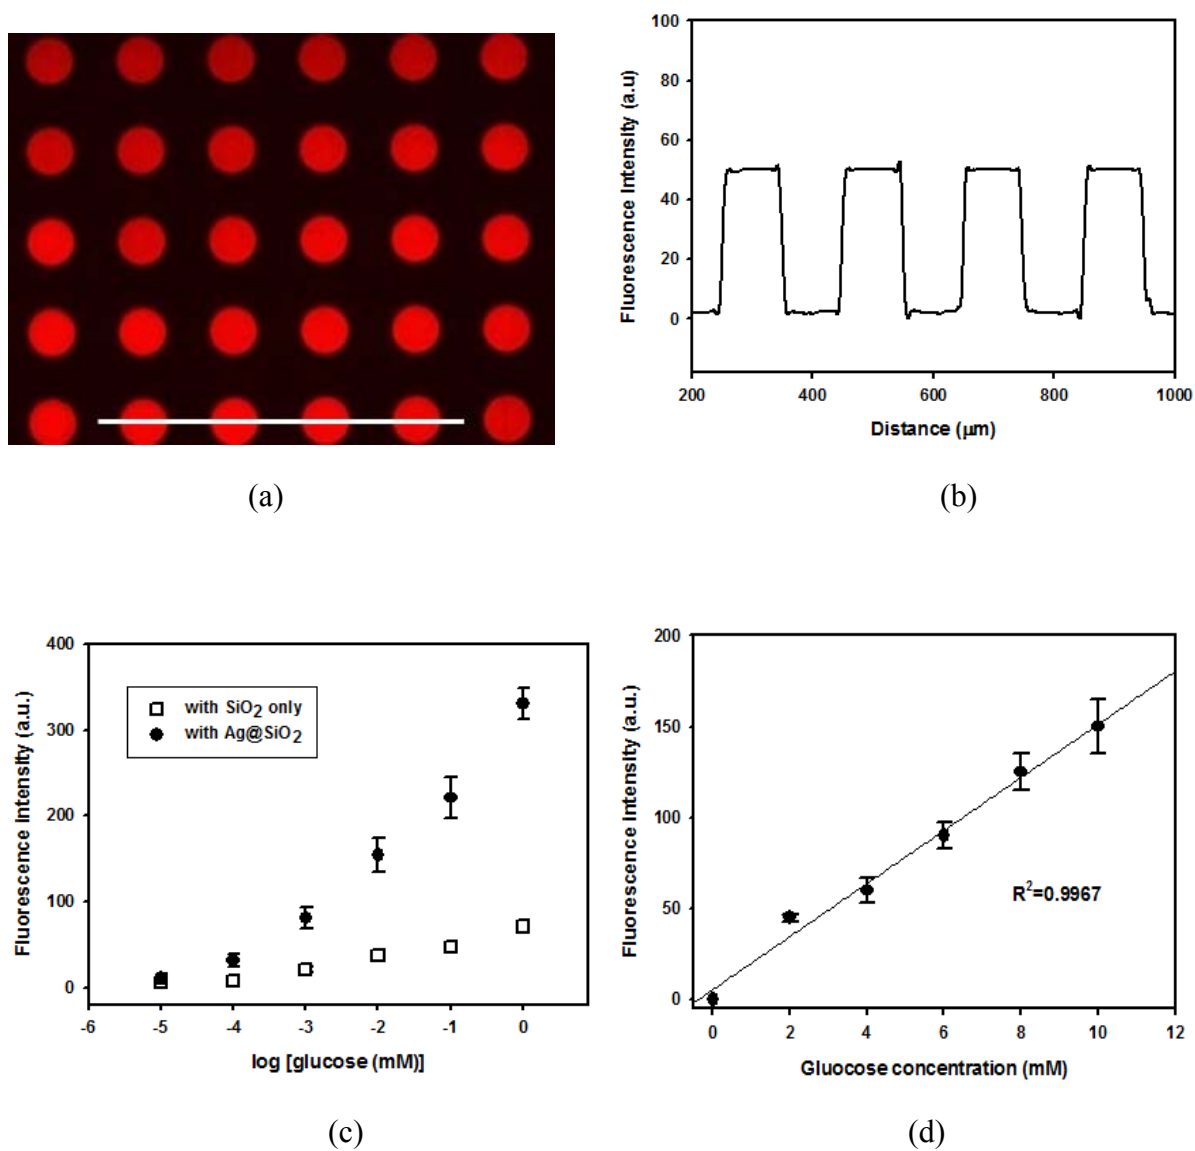 100
80
60
40
20
0
Fluorescence Intensity (a.u)
200 400 600 800 1000
Distance (μm)
(a)
(b)
400
300
200
100
0
Fluorescence Intensity (a.u.)
with SiO2 only
with Ag@SiO2
-6 -5 -4 -3 -2 -1 0
log [glucose (mM)]
(c)
200
150
100
50
0
Fluorescence Intensity (a.u.)
R²=0.9967
0 2 4 6 8 10 12
Gluocose concentration (mM)
(d)